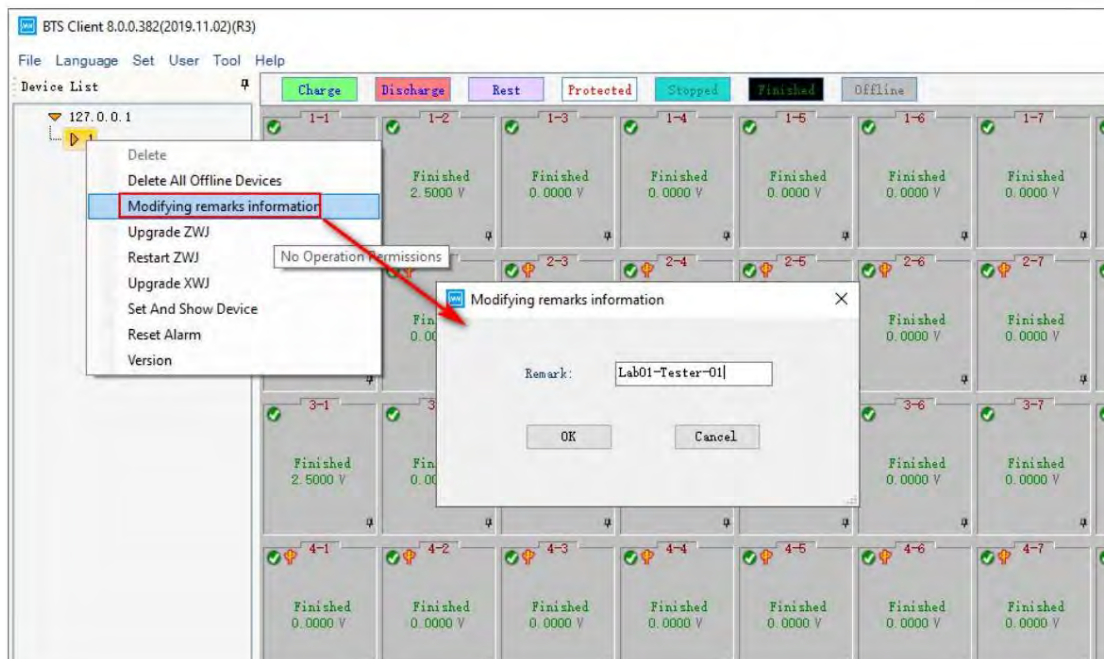 BTS Client 8.0.0.382(2019.11.02)(R3)
File Language Set User Tool Help
Device List
Charge Discharge Rest Protected Stopped Finished Offline
127.0.0.1
1
Delete
Delete All Offline Devices
Modifying remarks information
Upgrade ZWJ
Restart ZWJ
Upgrade XWJ
Set And Show Device
Reset Alarm
Version
No Operation Permissions
1-1 1-2 1-3 1-4 1-5 1-6 1-7
Finished Finished Finished Finished Finished Finished
2.5000 V 0.0000 V 0.0000 V 0.0000 V 0.0000 V 0.0000 V
2-3 2-4 2-5 2-6 2-7
Finished Finished
0.0000 V 0.0000 V
Modifying remarks information
Remark: Lab01-Tester-01
OK Cancel
3-1 3-6 3-7
Finished Finished Finished
2.5000 V 0.0000 V 0.0000 V
4-1 4-2 4-3 4-4 4-5 4-6 4-7
Finished Finished Finished Finished Finished Finished Finished
0.0000 V 0.0000 V 0.0000 V 0.0000 V 0.0000 V 0.0000 V 0.0000 V